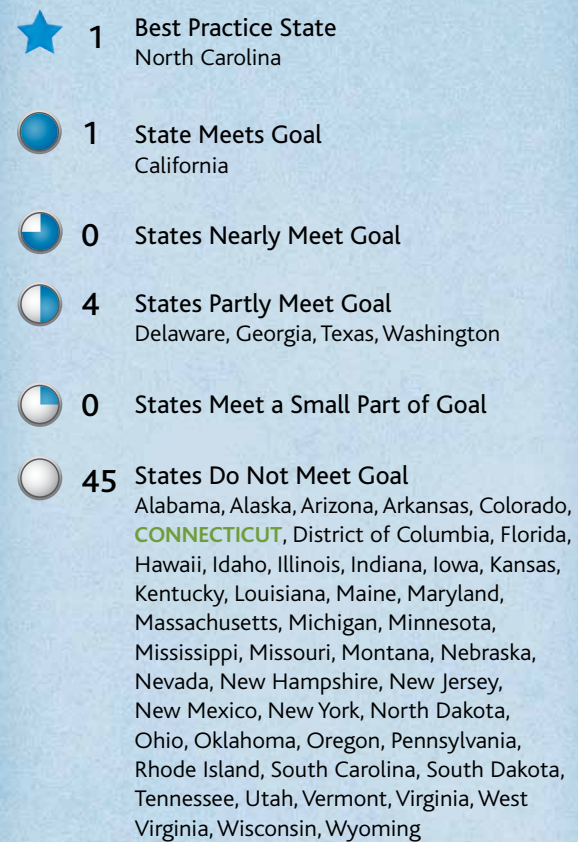 1 Best Practice State
North Carolina
1 State Meets Goal
California
0 States Nearly Meet Goal
4 States Partly Meet Goal
Delaware, Georgia, Texas, Washington
0 States Meet a Small Part of Goal
45 States Do Not Meet Goal
Alabama, Alaska, Arizona, Arkansas, Colorado,
CONNECTICUT, District of Columbia, Florida,
Hawaii, Idaho, Illinois, Indiana, Iowa, Kansas,
Kentucky, Louisiana, Maine, Maryland,
Massachusetts, Michigan, Minnesota,
Mississippi, Missouri, Montana, Nebraska,
Nevada, New Hampshire, New Jersey,
New Mexico, New York, North Dakota,
Ohio, Oklahoma, Oregon, Pennsylvania,
Rhode Island, South Carolina, South Dakota,
Tennessee, Utah, Vermont, Virginia, West
Virginia, Wisconsin, Wyoming